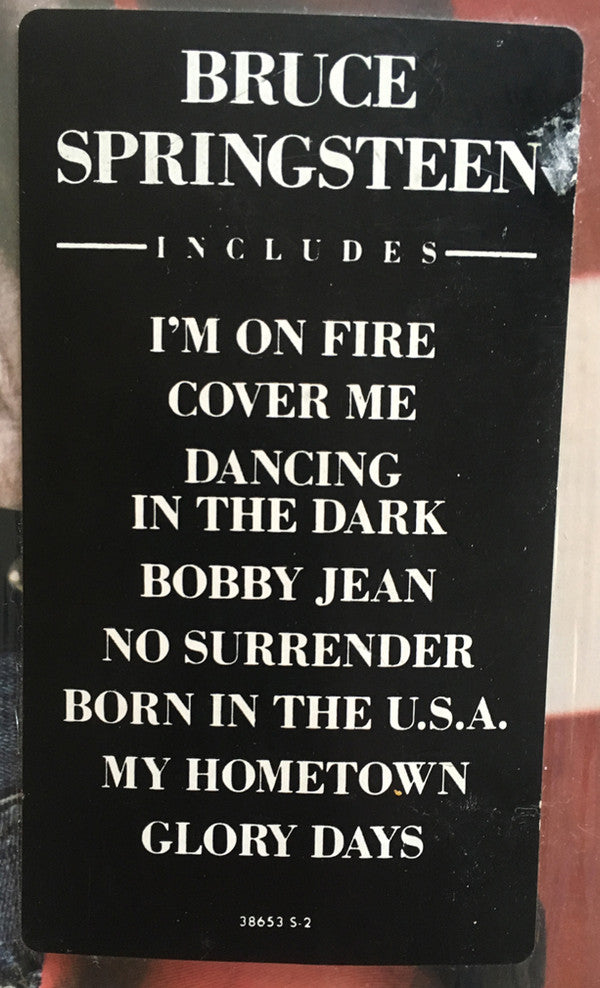 BRUCE
SPRINGSTEEN
INCLUDES
I'M ON FIRE
COVER ME
DANCING
IN THE DARK
BOBBY JEAN
NO SURRENDER
BORN IN THE U.S.A.
MY HOMETOWN
GLORY DAYS
38653 S-2